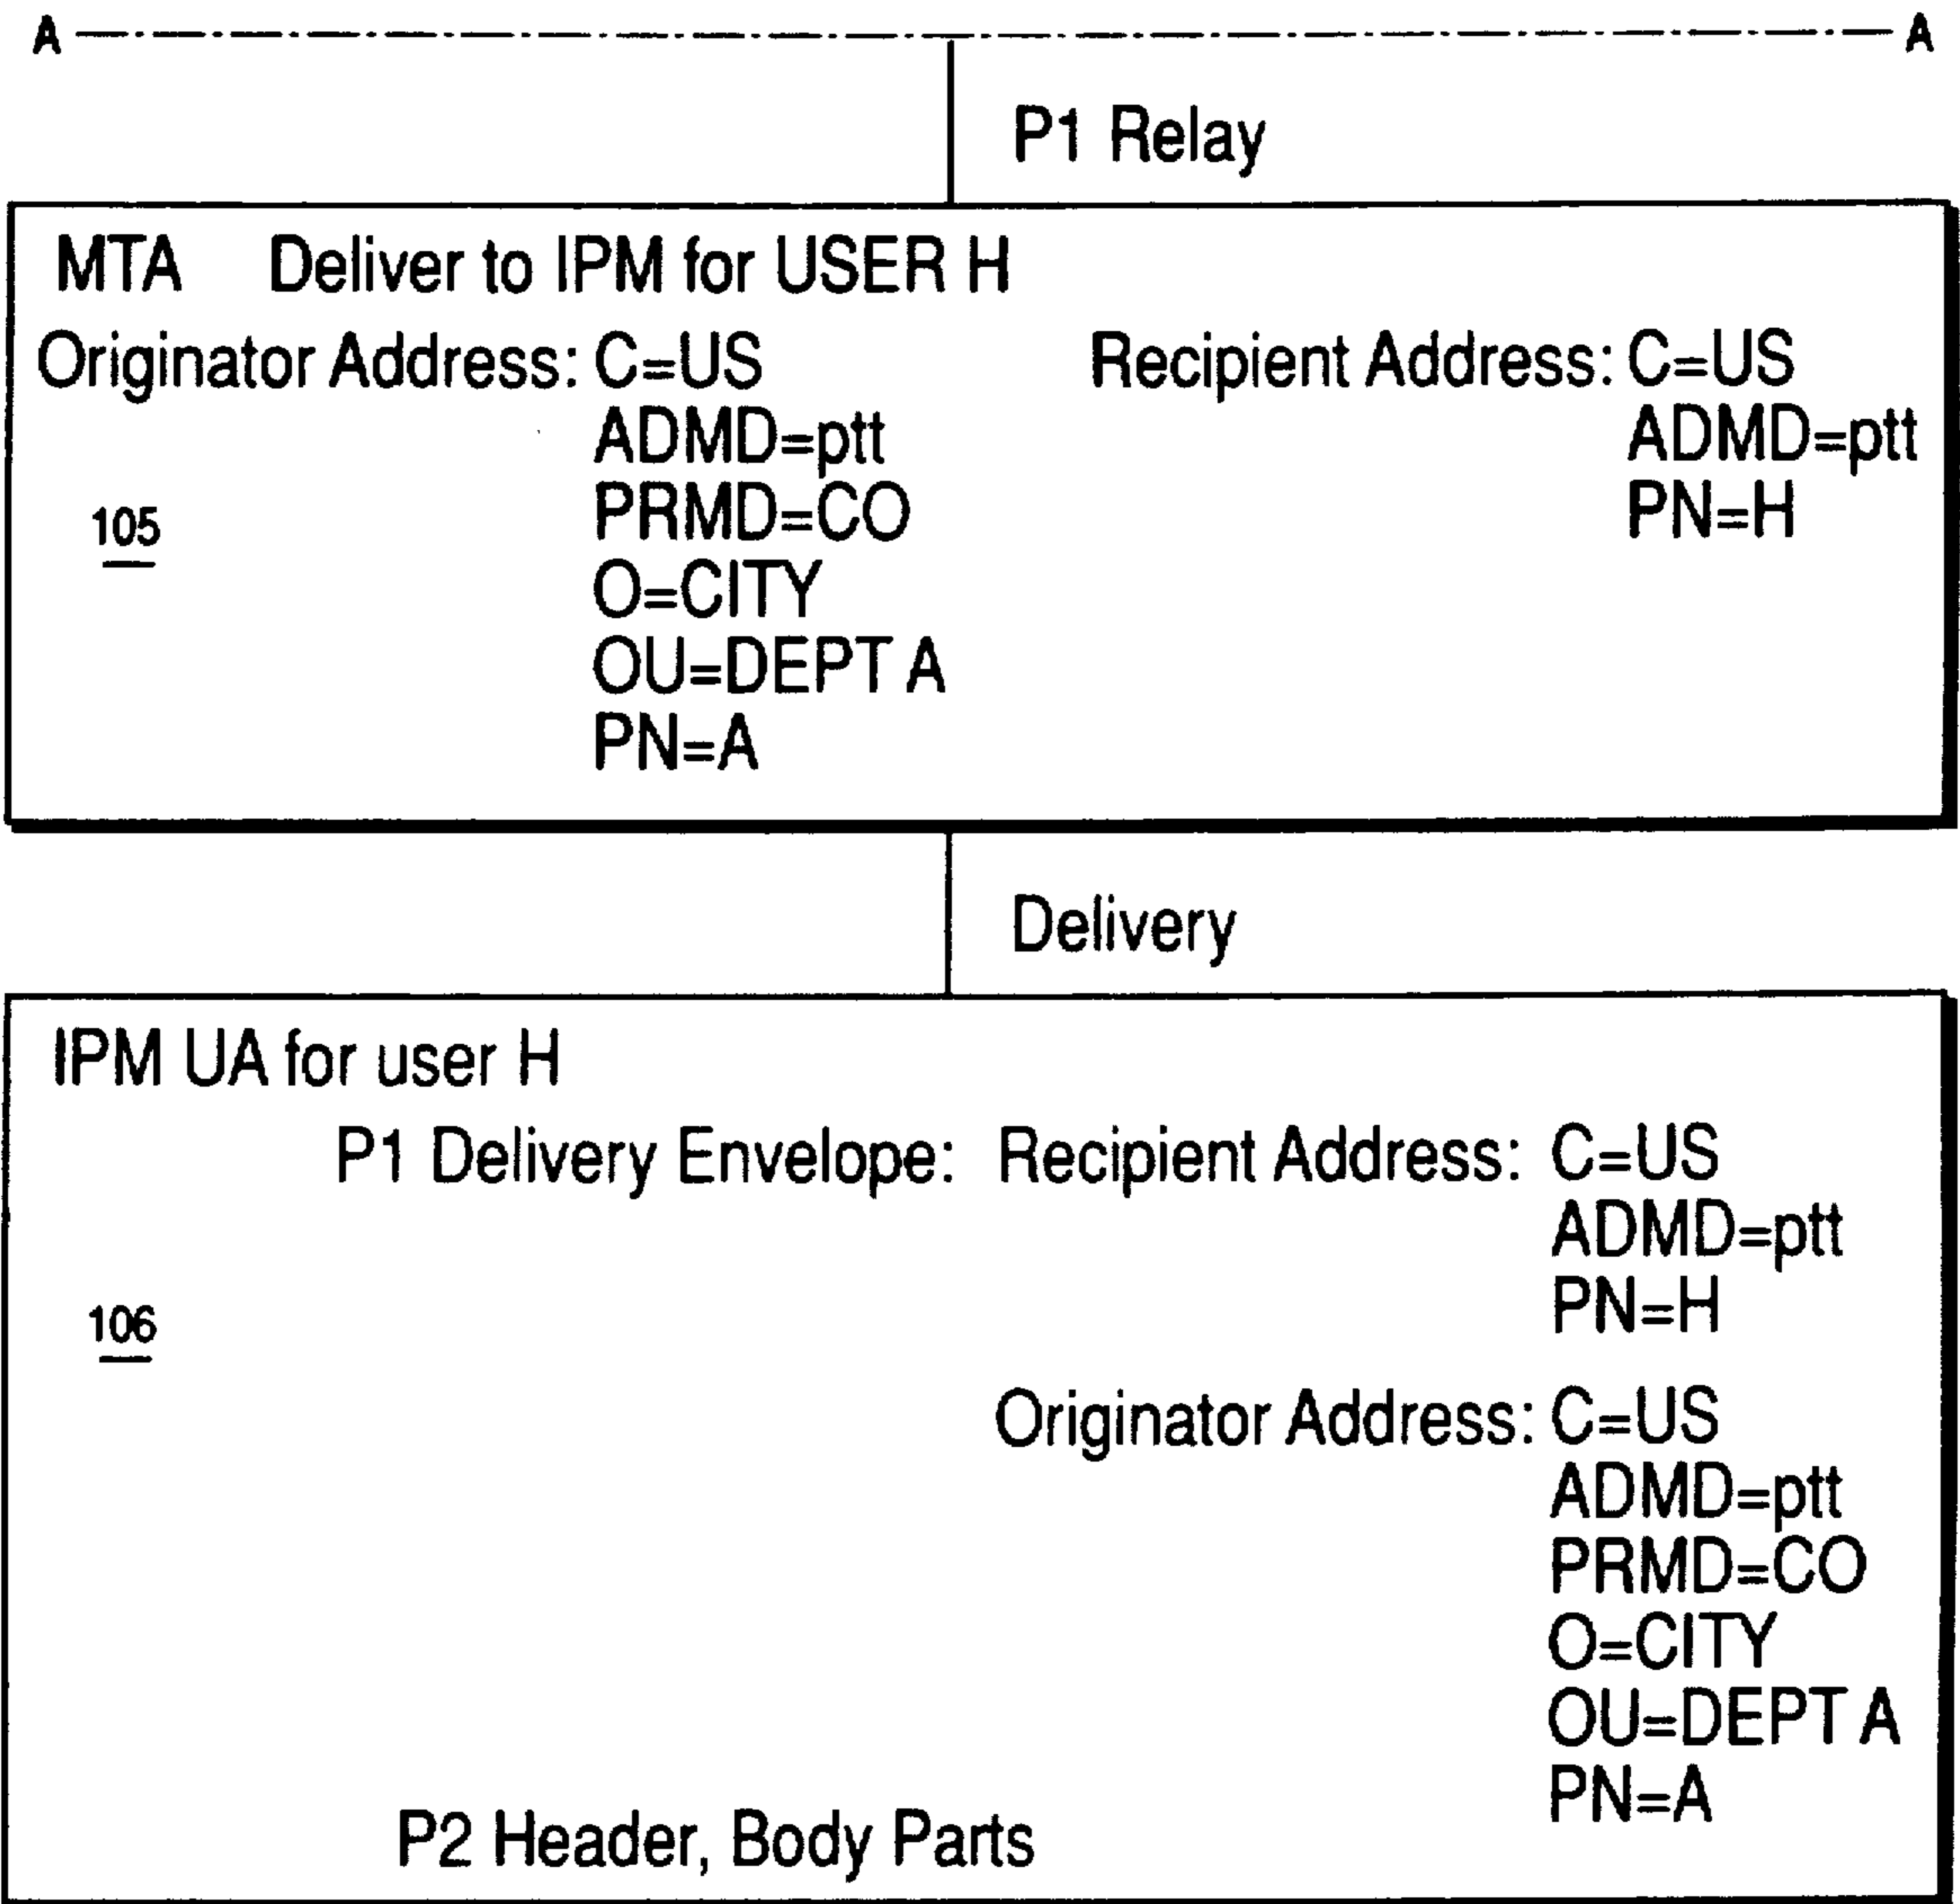 A A
P1 Relay
MTA Deliver to IPM for USER H
Originator Address: C=US Recipient Address: C=US
ADMD=ptt ADMD=ptt
PRMD=CO PN=H
105
O=CITY
OU=DEPT A
PN=A
Delivery
IPM UA for user H
P1 Delivery Envelope: Recipient Address: C=US
ADMD=ptt
PN=H
106
Originator Address: C=US
ADMD=ptt
PRMD=CO
O=CITY
OU=DEPT A
PN=A
P2 Header, Body Parts